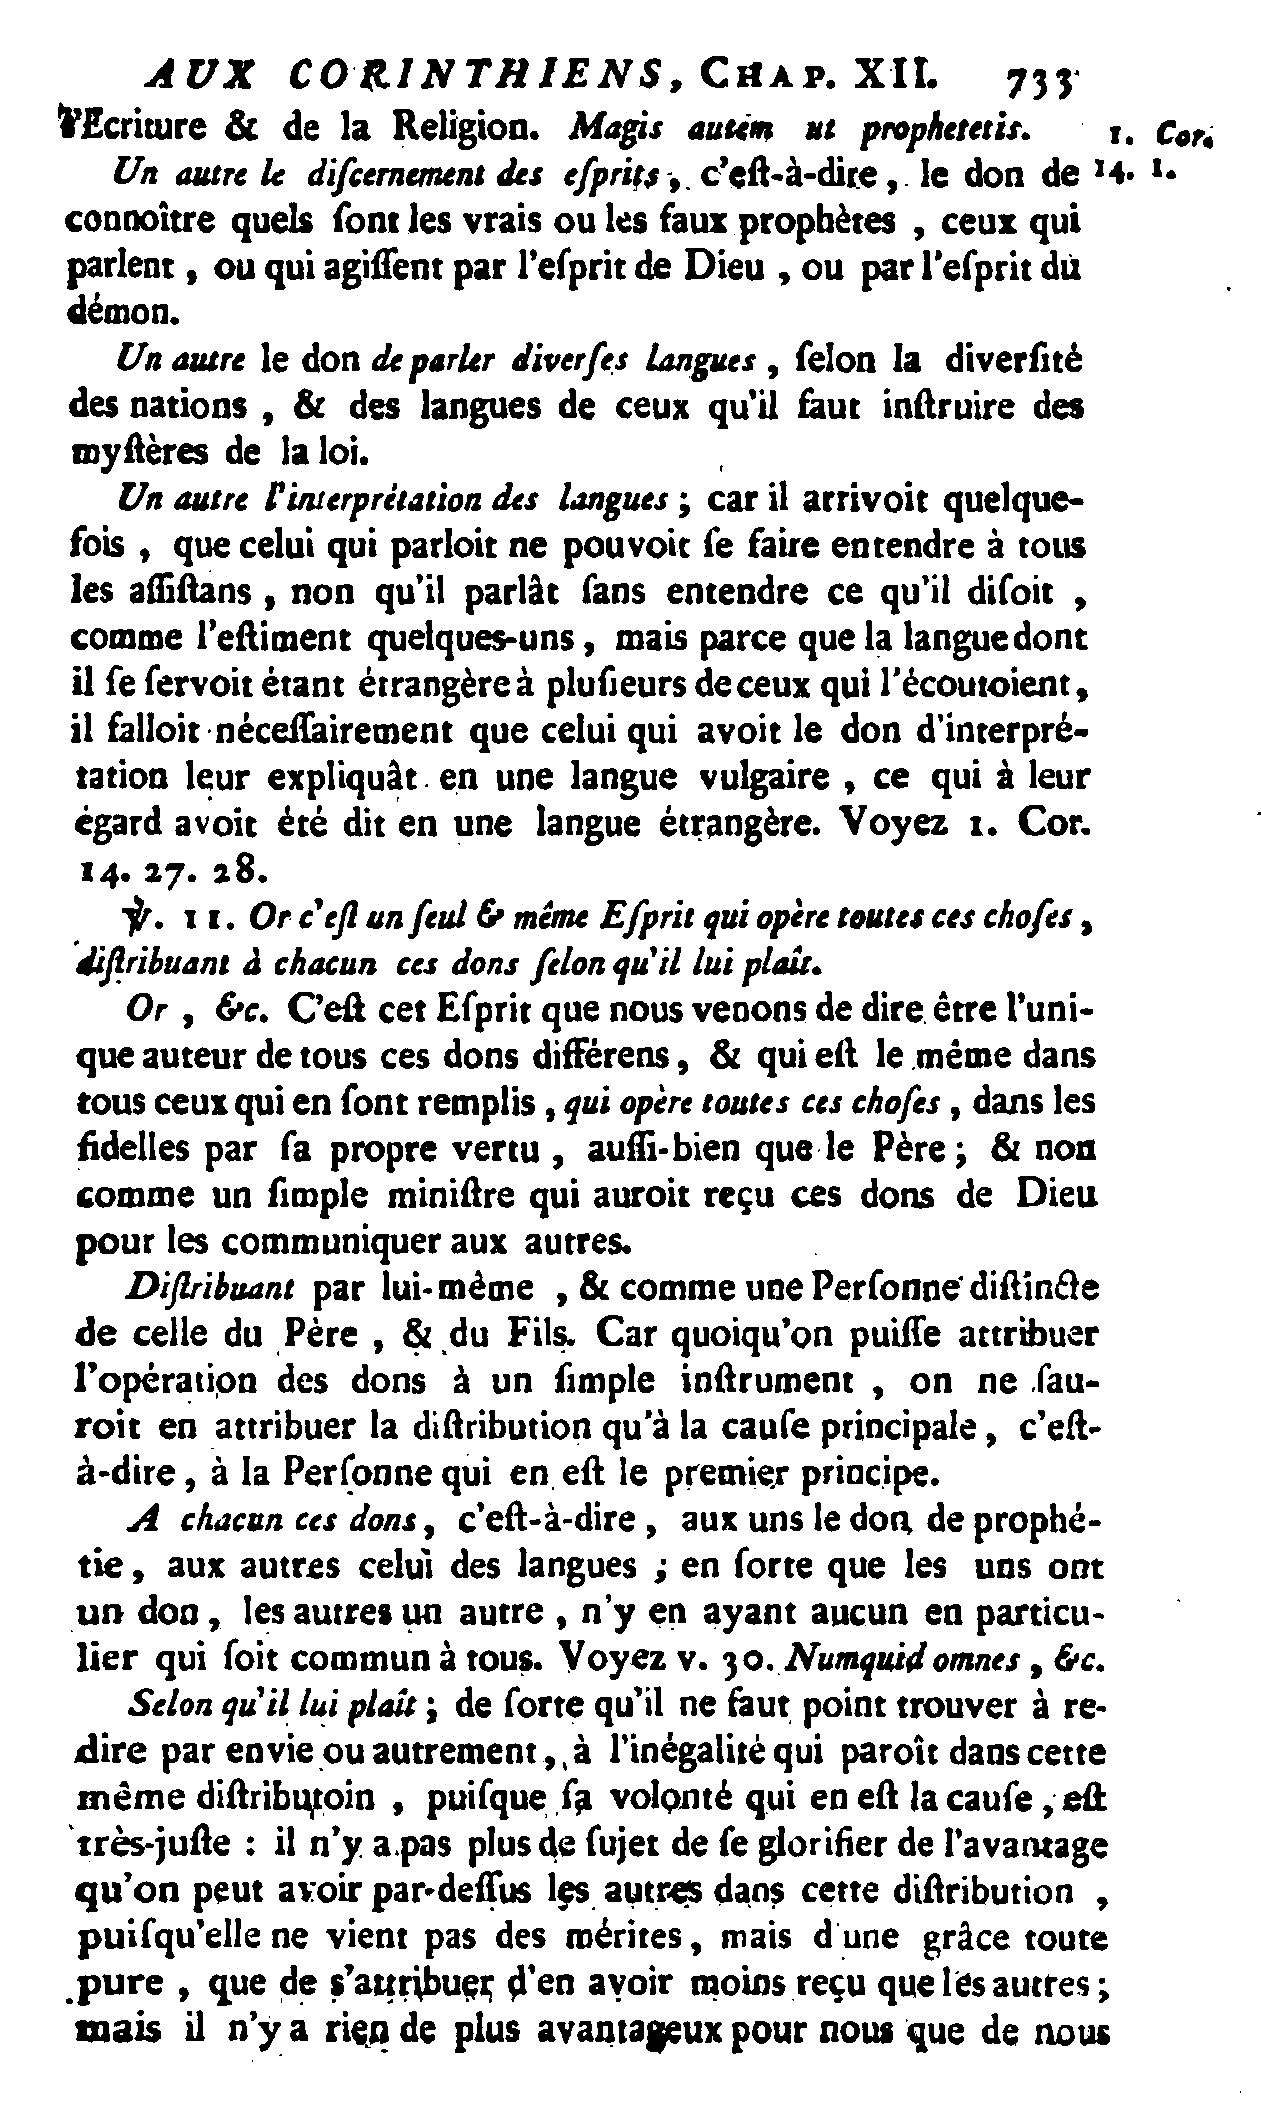 AUX CORINTHIENS, CHAP. XII. 733
l'Ecriture & de la Religion. Magis autem ut prophetetis. 1. Cor.
Un autre le diſcernement des eſprits, c'eſt-à-dire, le don de 14. 1.
connoître quels ſont les vrais ou les faux prophètes, ceux qui
parlent, ou qui agiſſent par l'eſprit de Dieu, ou par l'eſprit du
démon.
Un autre le don de parler diverſes langues, ſelon la diverſité
des nations, & des langues de ceux qu'il faut inſtruire des
myſtères de la loi.
Un autre l'interprétation des langues; car il arrivoit quelque-
fois, que celui qui parloit ne pouvoit ſe faire entendre à tous
les aſſiſtans, non qu'il parlât ſans entendre ce qu'il diſoit,
comme l'eſtiment quelques-uns, mais parce que la langue dont
il ſe ſervoit étant étrangère à pluſieurs de ceux qui l'écoutoient,
il falloit néceſſairement que celui qui avoit le don d'interpré-
tation leur expliquât en une langue vulgaire, ce qui à leur
égard avoit été dit en une langue étrangère. Voyez 1. Cor.
14. 27. 28.
℣. 11. Or c'eſt un ſeul & même Eſprit qui opère toutes ces choſes,
diſtribuant à chacun ces dons ſelon qu'il lui plaît.
Or, &c. C'eſt cet Eſprit que nous venons de dire être l'uni-
que auteur de tous ces dons différens, & qui eſt le même dans
tous ceux qui en ſont remplis, qui opère toutes ces choſes, dans les
fidelles par ſa propre vertu, auſſi-bien que le Père; & non
comme un ſimple miniſtre qui auroit reçu ces dons de Dieu
pour les communiquer aux autres.
Diſtribuant par lui-même, & comme une Perſonne diſtincte
de celle du Père, & du Fils. Car quoiqu'on puiſſe attribuer
l'opération des dons à un ſimple inſtrument, on ne ſau-
roit en attribuer la diſtribution qu'à la cauſe principale, c'eſt-
à-dire, à la Perſonne qui en eſt le premier principe.
A chacun ces dons, c'eſt-à-dire, aux uns le don de prophé-
tie, aux autres celui des langues; en ſorte que les uns ont
un don, les autres un autre, n'y en ayant aucun en particu-
lier qui ſoit commun à tous. Voyez v. 30. Numquid omnes, &c.
Selon qu'il lui plaît; de ſorte qu'il ne faut point trouver à re-
dire par envie ou autrement, à l'inégalité qui paroît dans cette
même diſtributoin, puiſque ſa volonté qui en eſt la cauſe, eſt
très-juſte : il n'y a pas plus de ſujet de ſe glorifier de l'avantage
qu'on peut avoir par-deſſus les autres dans cette diſtribution,
puiſqu'elle ne vient pas des mérites, mais d'une grâce toute
pure, que de s'attribuer d'en avoir moins reçu que les autres;
mais il n'y a rien de plus avantageux pour nous que de nous